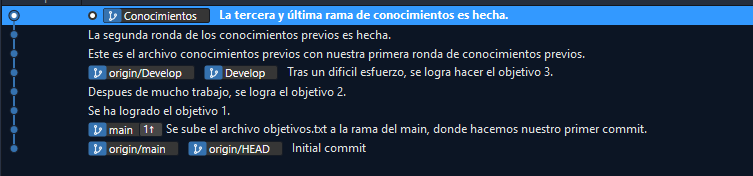 Conocimientos La tercera y última rama de conocimientos es hecha.
La segunda ronda de los conocimientos previos es hecha.
Este es el archivo conocimientos previos con nuestra primera ronda de conocimientos previos.
origin/Develop Develop Tras un dificil esfuerzo, se logra hacer el objetivo 3.
Despues de mucho trabajo, se logra el objetivo 2.
Se ha logrado el objetivo 1.
main 1↑ Se sube el archivo objetivos.txt a la rama del main, donde hacemos nuestro primer commit.
origin/main origin/HEAD Initial commit